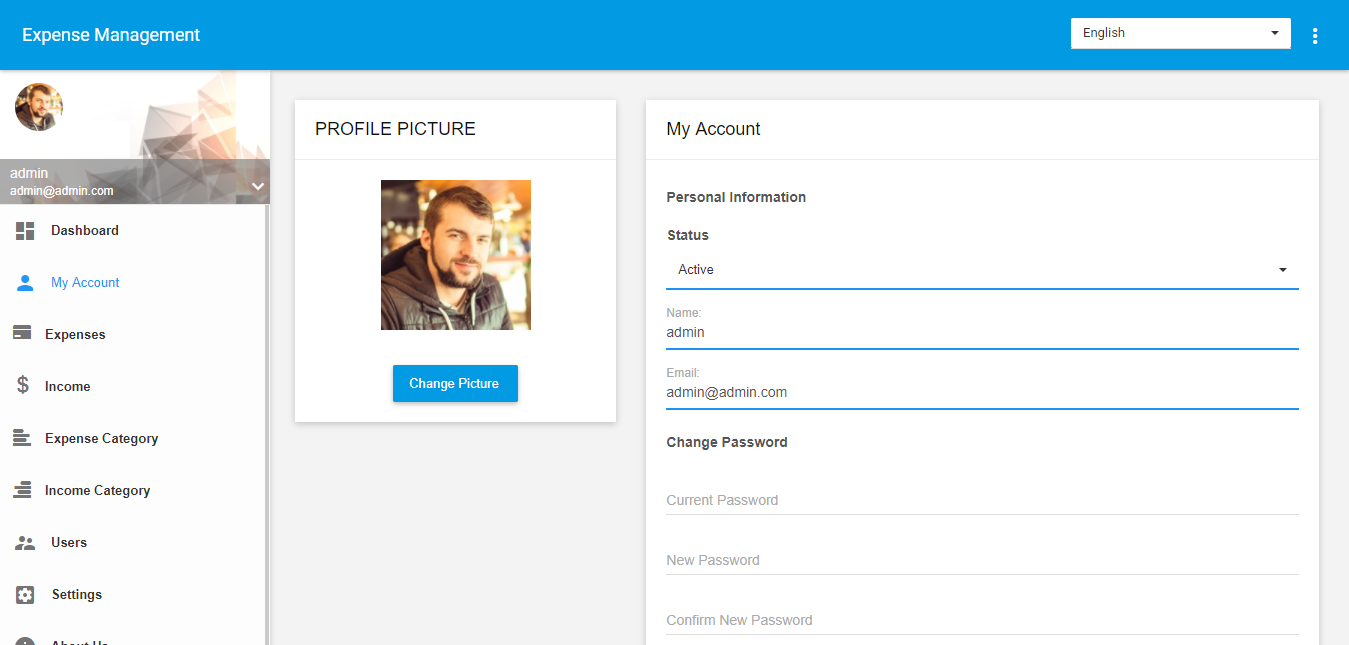 Expense Management
English
admin
admin@admin.com
Dashboard
My Account
Expenses
Income
Expense Category
Income Category
Users
Settings
About Us
PROFILE PICTURE
Change Picture
My Account
Personal Information
Status
Active
Name:
admin
Email:
admin@admin.com
Change Password
Current Password
New Password
Confirm New Password